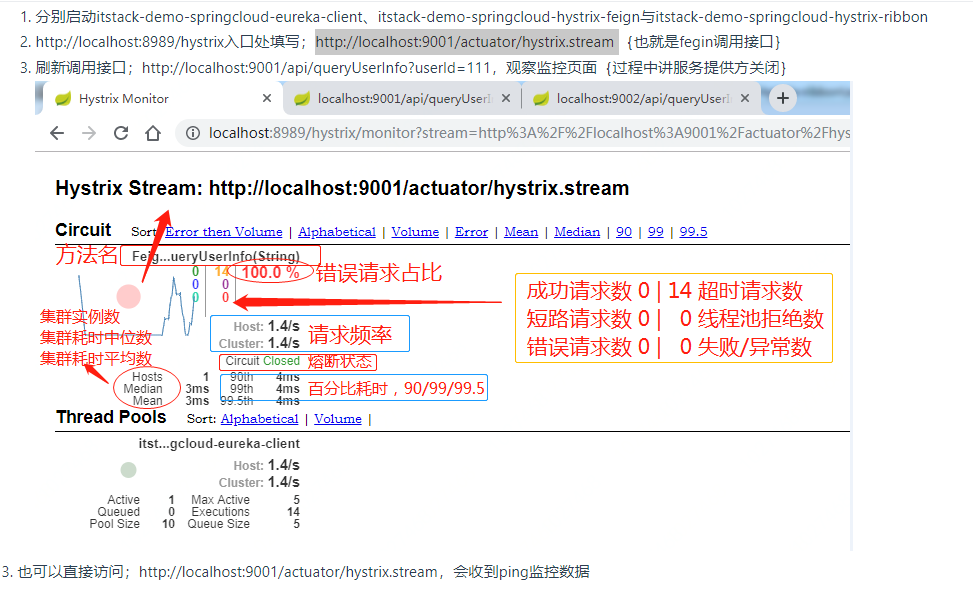 1. 分别启动itstack-demo-springcloud-eureka-client、itstack-demo-springcloud-hystrix-feign与itstack-demo-springcloud-hystrix-ribbon
2. http://localhost:8989/hystrix入口处填写；http://localhost:9001/actuator/hystrix.stream {也就是fegin调用接口}
3. 刷新调用接口；http://localhost:9001/api/queryUserInfo?userId=111，观察监控页面 {过程中讲服务提供方关闭}
Hystrix Monitor
localhost:9001/api/queryUserI
localhost:9002/api/queryUserI
localhost:8989/hystrix/monitor?stream=http%3A%2F%2Flocalhost%3A9001%2Factuator%2Fhys
Hystrix Stream: http://localhost:9001/actuator/hystrix.stream
Circuit Sort: Error then Volume | Alphabetical | Volume | Error | Mean | Median | 90 | 99 | 99.5
方法名 Feig...ueryUserInfo(String)
0 14 100.0 % 错误请求占比
0 0
0 0
成功请求数 0 | 14 超时请求数
短路请求数 0 | 0 线程池拒绝数
错误请求数 0 | 0 失败/异常数
集群实例数
集群耗时中位数
集群耗时平均数
Host: 1.4/s
Cluster: 1.4/s
请求频率
Circuit Closed 熔断状态
Hosts 1 90th 4ms
Median 3ms 99th 4ms
Mean 3ms 99.5th 4ms
百分比耗时，90/99/99.5
Thread Pools Sort: Alphabetical | Volume |
itst...gcloud-eureka-client
Host: 1.4/s
Cluster: 1.4/s
Active 1 Max Active 5
Queued 0 Executions 14
Pool Size 10 Queue Size 5
3. 也可以直接访问；http://localhost:9001/actuator/hystrix.stream，会收到ping监控数据